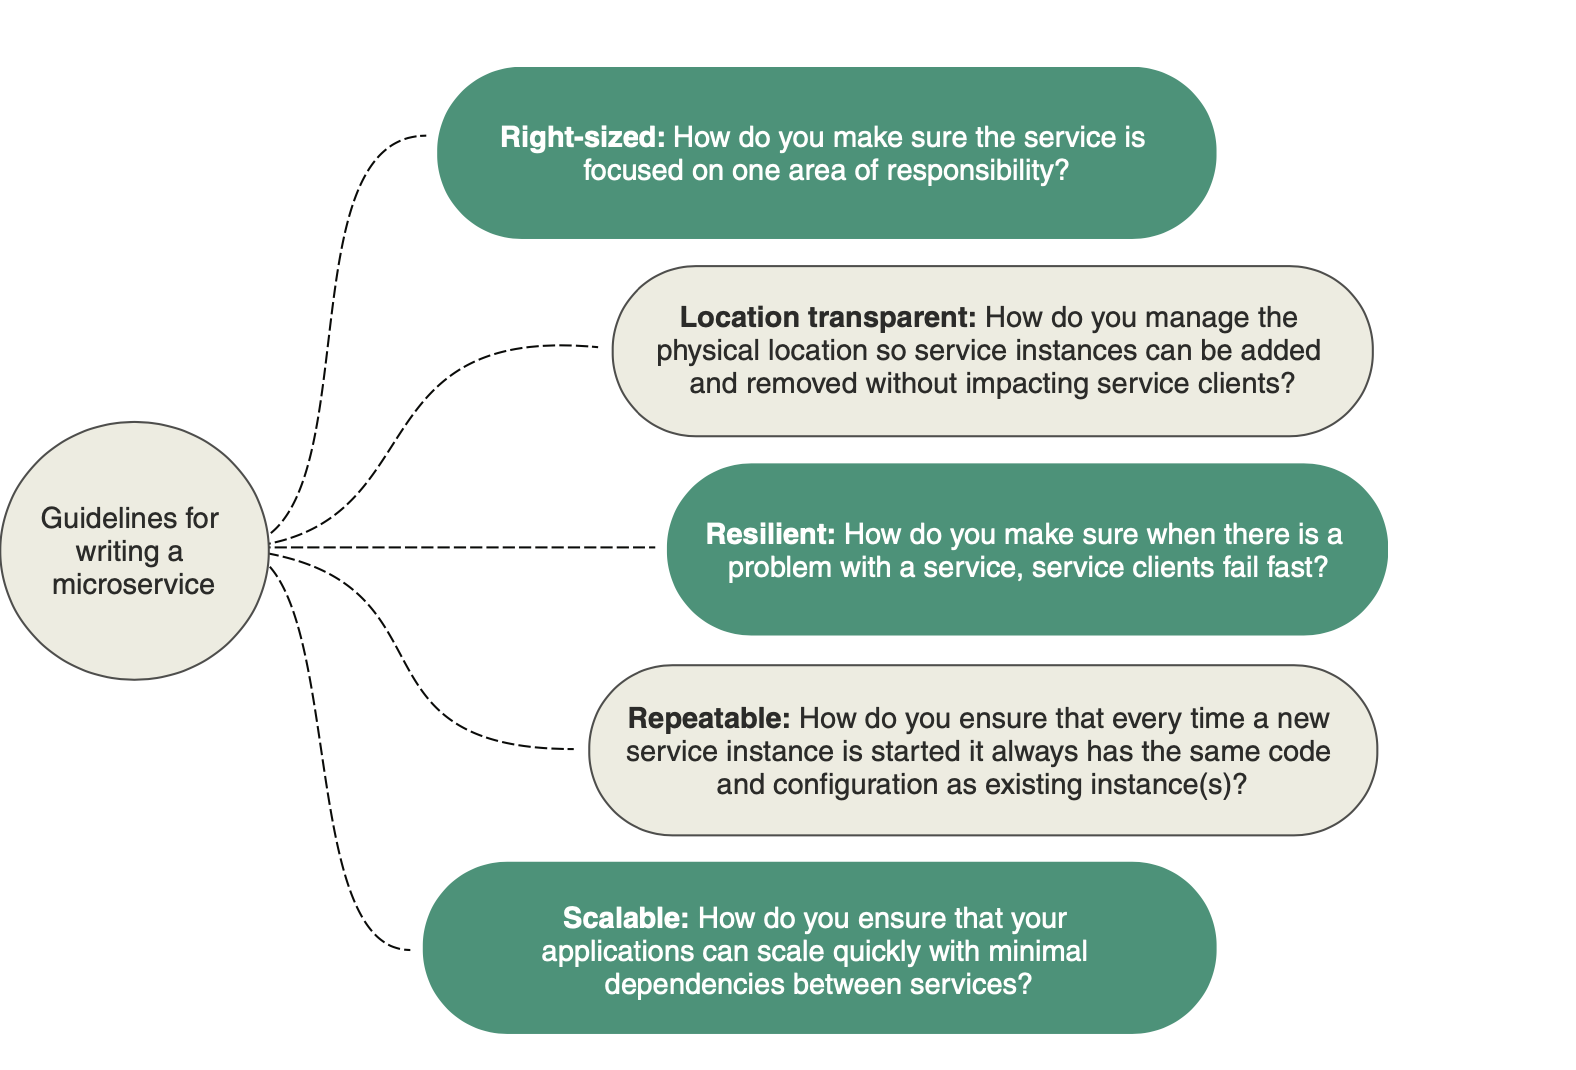 Right-sized: How do you make sure the service is
focused on one area of responsibility?
Location transparent: How do you manage the
physical location so service instances can be added
and removed without impacting service clients?
Guidelines for
writing a
microservice
Resilient: How do you make sure when there is a
problem with a service, service clients fail fast?
Repeatable: How do you ensure that every time a new
service instance is started it always has the same code
and configuration as existing instance(s)?
Scalable: How do you ensure that your
applications can scale quickly with minimal
dependencies between services?